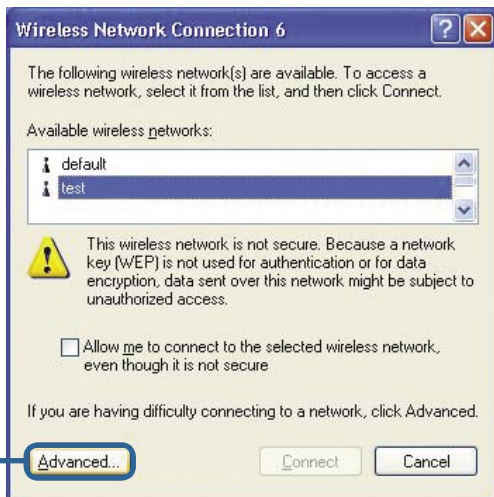 Wireless Network Connection 6
The following wireless network(s) are available. To access a
wireless network, select it from the list, and then click Connect.
Available wireless networks:
default
test
This wireless network is not secure. Because a network
key (WEP) is not used for authentication or for data
encryption, data sent over this network might be subject to
unauthorized access.
Allow me to connect to the selected wireless network,
even though it is not secure
If you are having difficulty connecting to a network, click Advanced.
Advanced...
Connect
Cancel